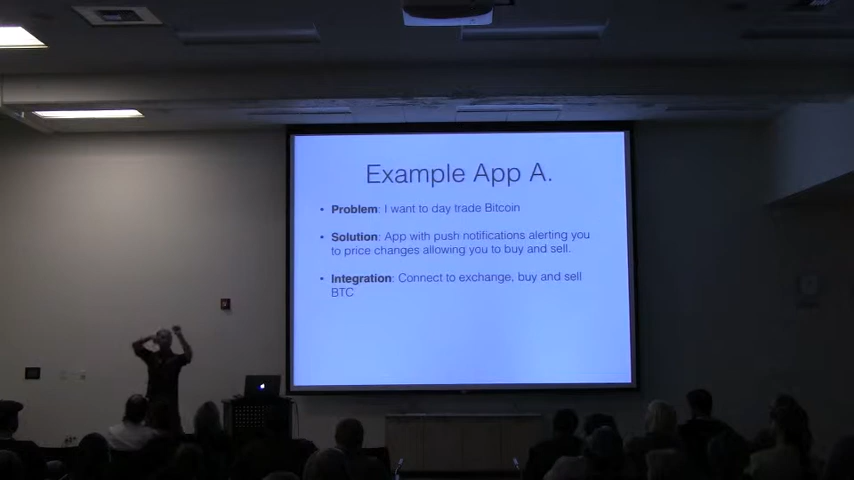 Example App A.
• Problem: I want to day trade Bitcoin
• Solution: App with push notifications alerting you
to price changes allowing you to buy and sell.
• Integration: Connect to exchange, buy and sell
BTC